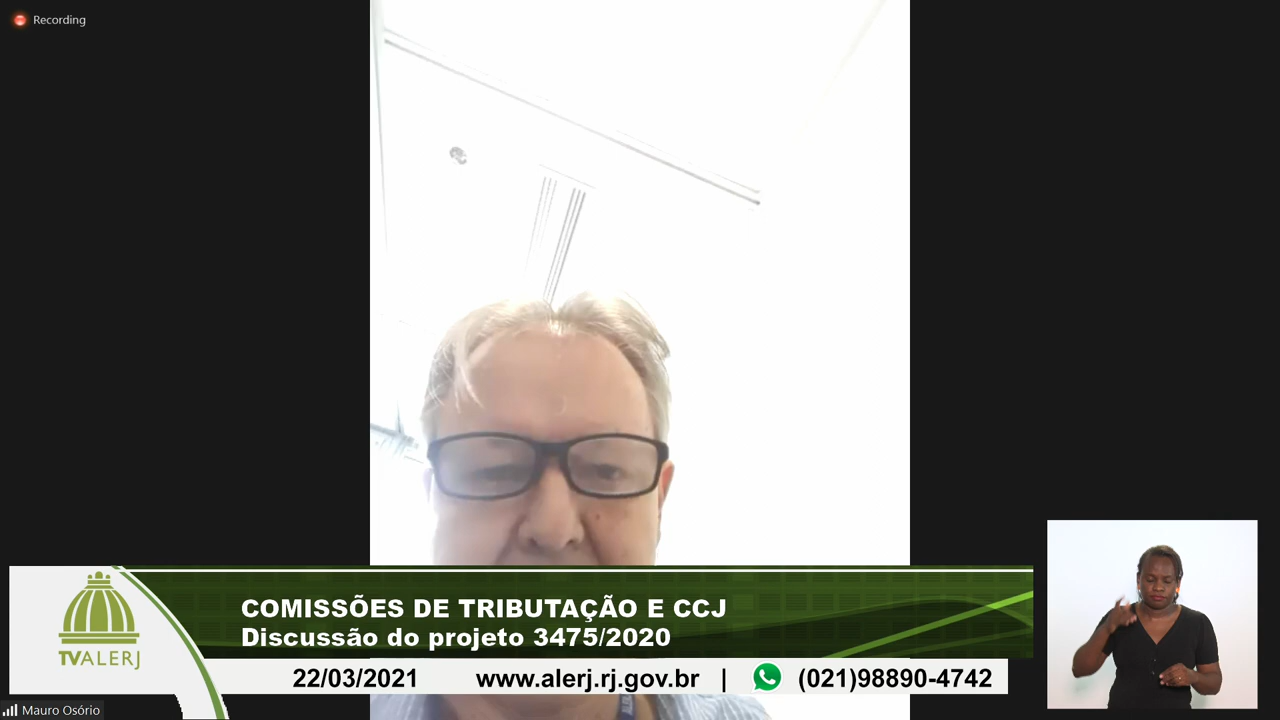 Recording
COMISSÕES DE TRIBUTAÇÃO E CCJ
Discussão do projeto 3475/2020
TVALERJ
22/03/2021 www.alerj.rj.gov.br | (021)98890-4742
Mauro Osório